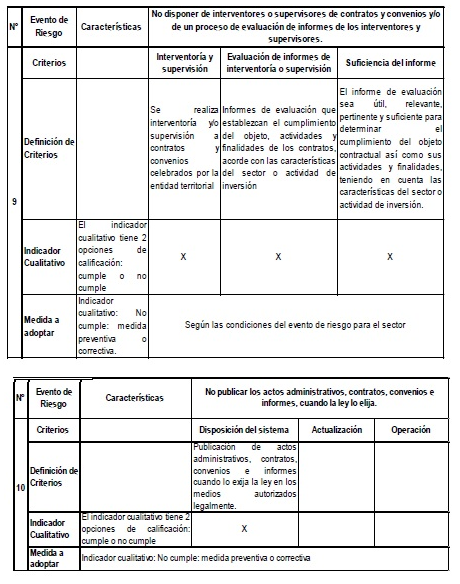 Nº Evento de Riesgo Características No disponer de interventores o supervisores de contratos y convenios y/o
de un proceso de evaluación de informes de los interventores y
supervisores.
Criterios Interventoría y supervisión Evaluación de informes de interventoría o supervisión Suficiencia del informe
9
Definición de
Criterios
Se realiza
interventoría y/o
supervisión a
contratos y
convenios
celebrados por la
entidad territorial
Informes de evaluación que
establezcan el cumplimiento
del objeto, actividades y
finalidades de los contratos,
acorde con las características
del sector o actividad de
inversión
El informe de evaluación
sea útil, relevante,
pertinente y suficiente para
determinar el
cumplimiento del objeto
contractual así como sus
actividades y finalidades,
teniendo en cuenta las
características del sector o
actividad de inversión.
Indicador
Cualitativo
El indicador
cualitativo tiene 2
opciones de
calificación:
cumple o no
cumple
X X X
Medida a
adoptar
Indicador
cualitativo: No
cumple: medida
preventiva o
correctiva.
Según las condiciones del evento de riesgo para el sector
Nº Evento de Riesgo Características No publicar los actos administrativos, contratos, convenios e
informes, cuando la ley lo elija.
Criterios Disposición del sistema Actualización Operación
10
Definición de
Criterios
Publicación de actos
administrativos, contratos,
convenios e informes
cuando lo exija la ley en los
medios autorizados
legalmente.
Indicador
Cualitativo
El indicador cualitativo tiene 2
opciones de calificación:
cumple o no cumple
X
Medida a
adoptar
Indicador cualitativo: No cumple: medida preventiva o correctiva